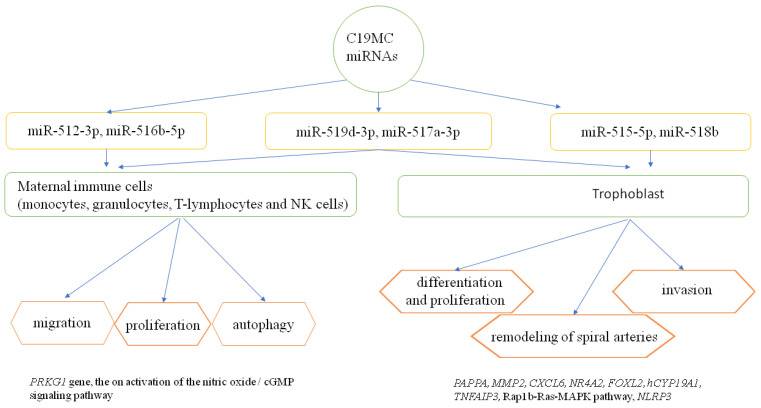 C19MC
miRNAs
miR-512-3p, miR-516b-5p
miR-519d-3p, miR-517a-3p
miR-515-5p, miR-518b
Maternal immune cells
(monocytes, granulocytes, T-lymphocytes and NK cells)
Trophoblast
migration
proliferation
autophagy
differentiation
and proliferation
invasion
remodeling of spiral arteries
PRKG1 gene, the on activation of the nitric oxide / cGMP
signaling pathway
PAPPA, MMP2, CXCL6, NR4A2, FOXL2, hCYP19A1,
TNFAIP3, Rap1b-Ras-MAPK pathway, NLRP3